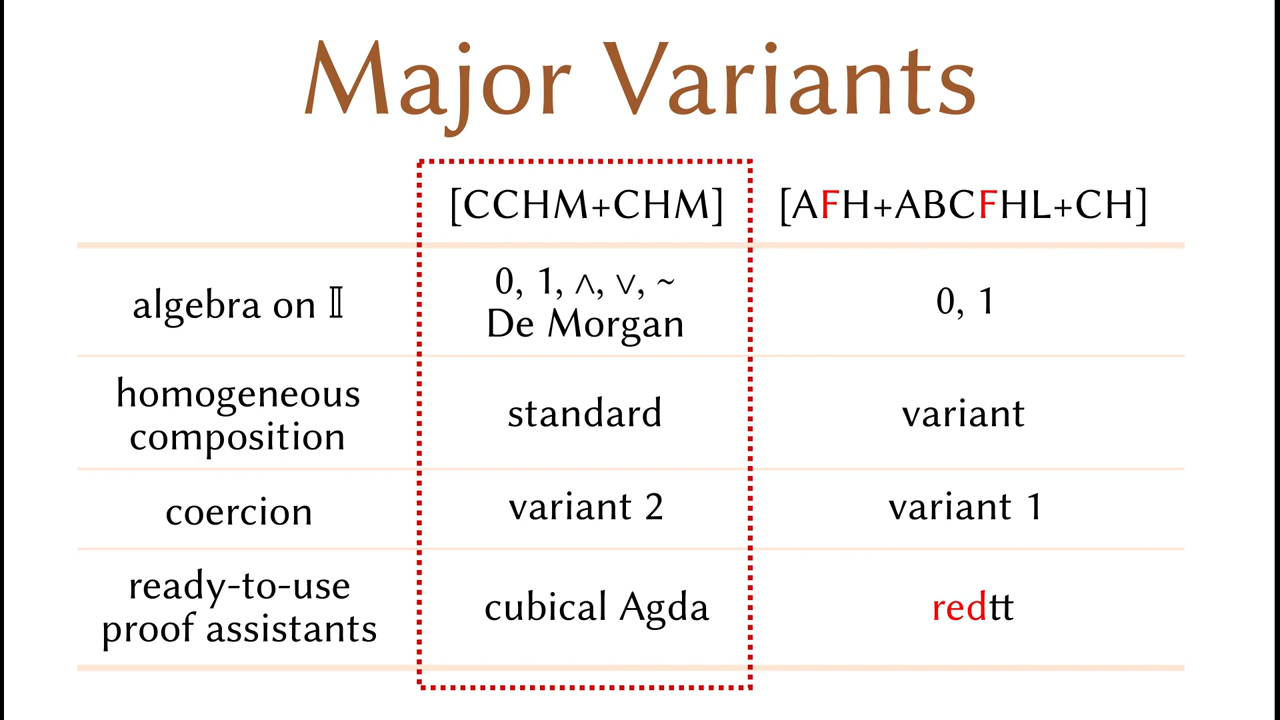 Major Variants
[CCHM+CHM] [AFH+ABCFHL+CH]
algebra on 𝕀
0, 1, ∧, ∨, ~
De Morgan
0, 1
homogeneous
composition
standard
variant
coercion
variant 2
variant 1
ready-to-use
proof assistants
cubical Agda
redtt